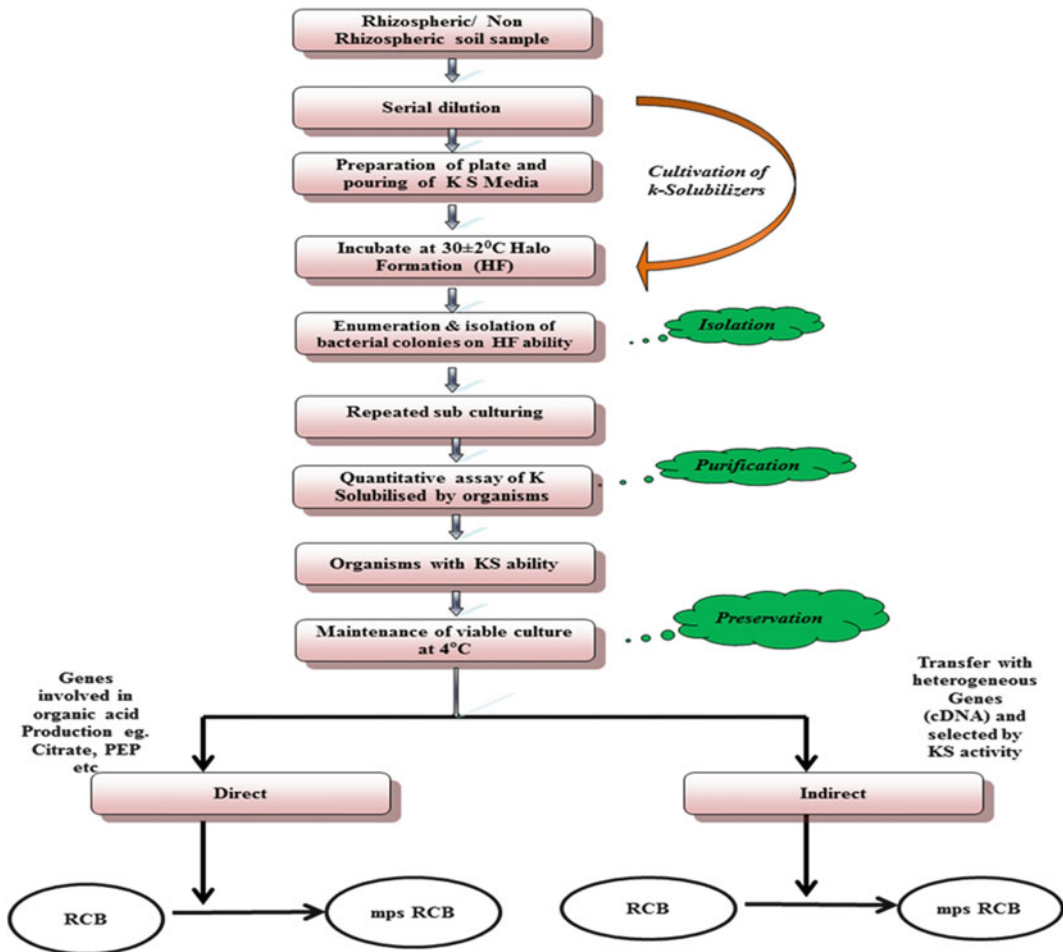 Rhizospheric/ Non
Rhizospheric soil sample
Serial dilution
Preparation of plate and
pouring of K S Media
Cultivation of
k-Solubilizers
Incubate at 30±2⁰C Halo
Formation (HF)
Enumeration & isolation of
bacterial colonies on HF ability
Isolation
Repeated sub culturing
Quantitative assay of K
Solubilised by organisms
Purification
Organisms with KS ability
Maintenance of viable culture
at 4°C
Preservation
Genes
involved in
organic acid
Production eg.
Citrate, PEP
etc
Transfer with
heterogeneous
Genes
(cDNA) and
selected by
KS activity
Direct
Indirect
RCB
mps RCB
RCB
mps RCB